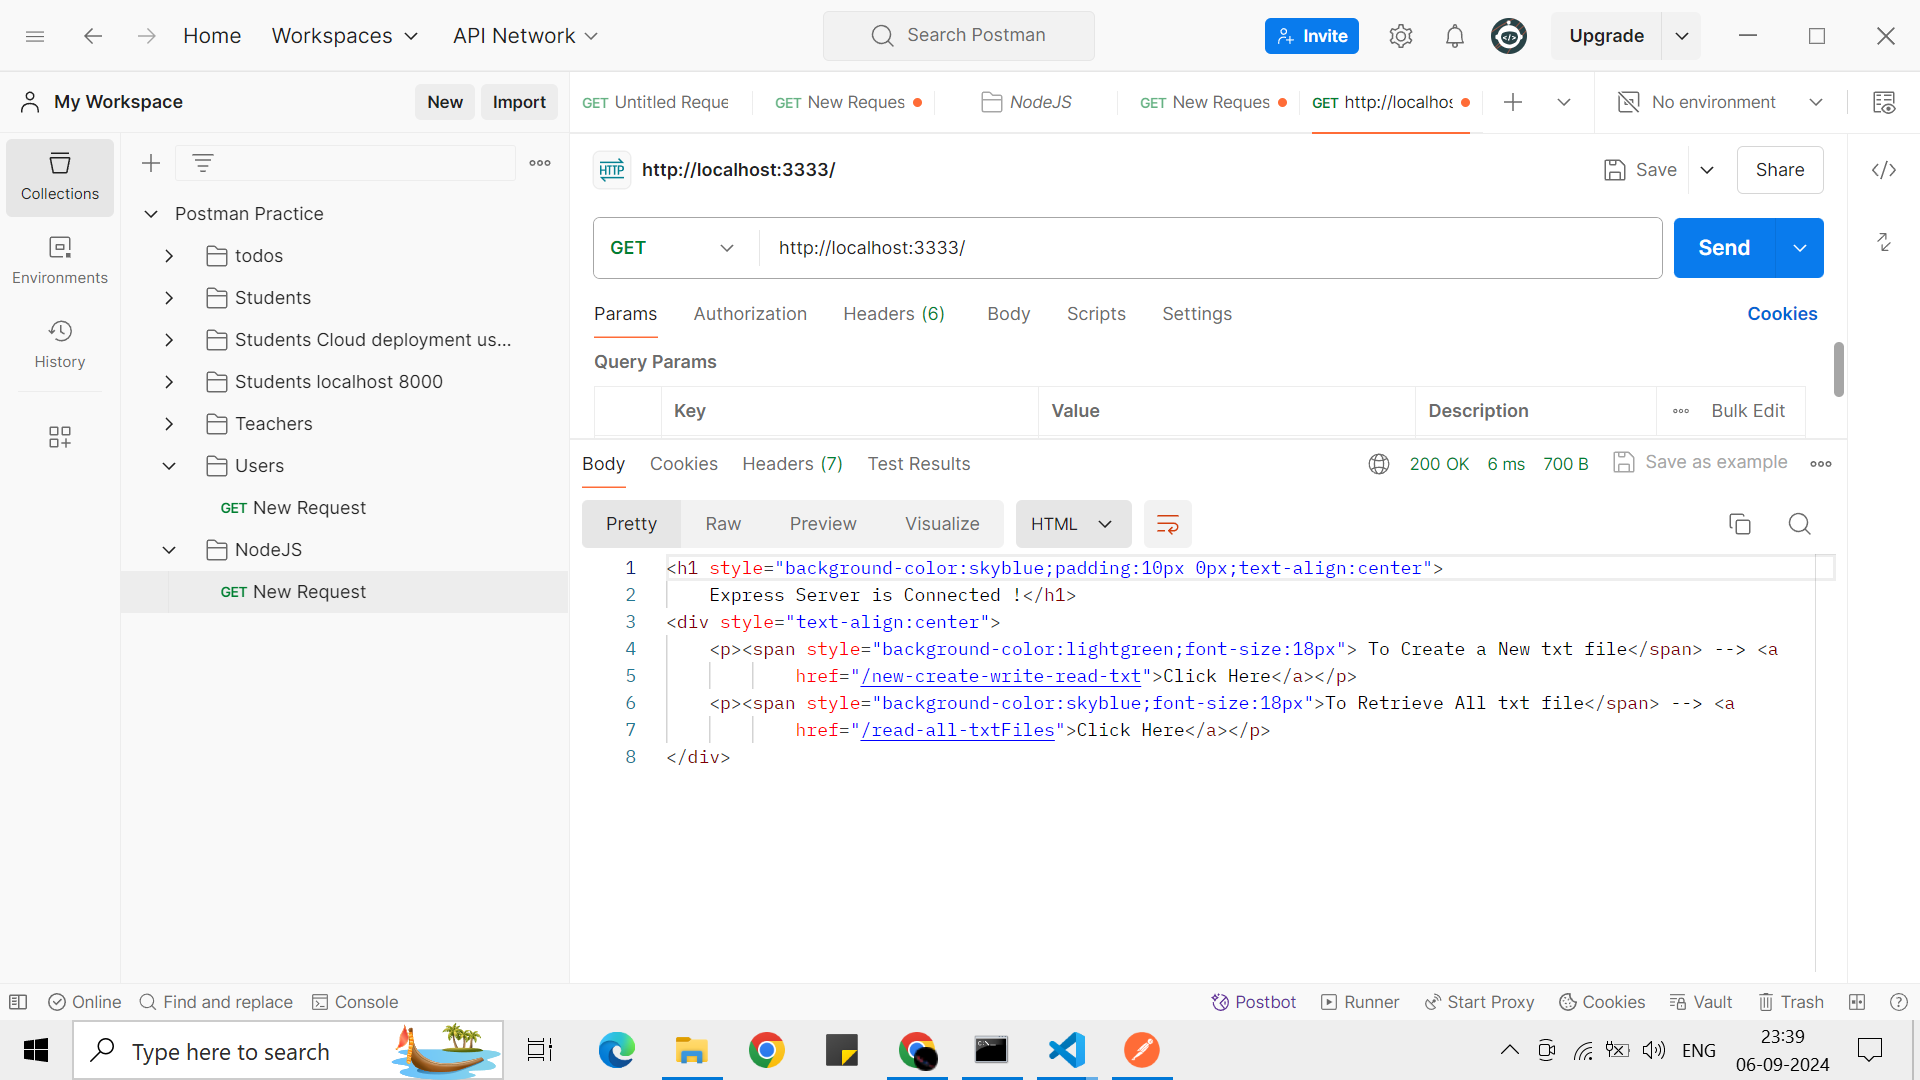 Home Workspaces API Network Search Postman Invite Upgrade
My Workspace New Import GET Untitled Reque GET New Reques NodeJS GET New Reques GET http://localhos No environment
Collections
Environments
History
Postman Practice
todos
Students
Students Cloud deployment us...
Students localhost 8000
Teachers
Users
GET New Request
NodeJS
GET New Request
HTTP http://localhost:3333/ Save Share
GET http://localhost:3333/ Send
Params Authorization Headers (6) Body Scripts Settings Cookies
Query Params
Key Value Description Bulk Edit
Body Cookies Headers (7) Test Results 200 OK 6 ms 700 B Save as example
Pretty Raw Preview Visualize HTML
1 <h1 style="background-color:skyblue;padding:10px 0px;text-align:center">
2 Express Server is Connected !</h1>
3 <div style="text-align:center">
4 <p><span style="background-color:lightgreen;font-size:18px"> To Create a New txt file</span> --> <a
5 href="/new-create-write-read-txt">Click Here</a></p>
6 <p><span style="background-color:skyblue;font-size:18px">To Retrieve All txt file</span> --> <a
7 href="/read-all-txtFiles">Click Here</a></p>
8 </div>
Online Find and replace Console Postbot Runner Start Proxy Cookies Vault Trash
Type here to search ENG 23:39
06-09-2024